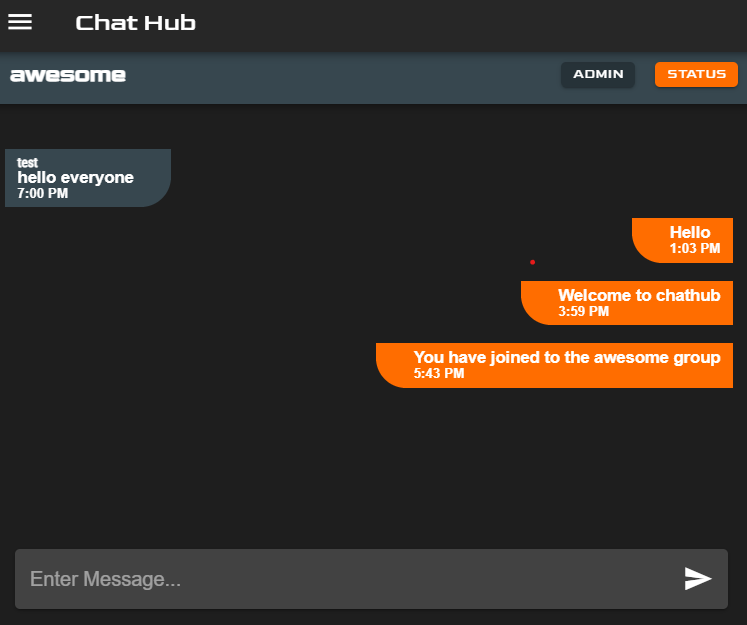 Chat Hub
awesome
ADMIN
STATUS
test
hello everyone
7:00 PM
Hello
1:03 PM
Welcome to chathub
3:59 PM
You have joined to the awesome group
5:43 PM
Enter Message...